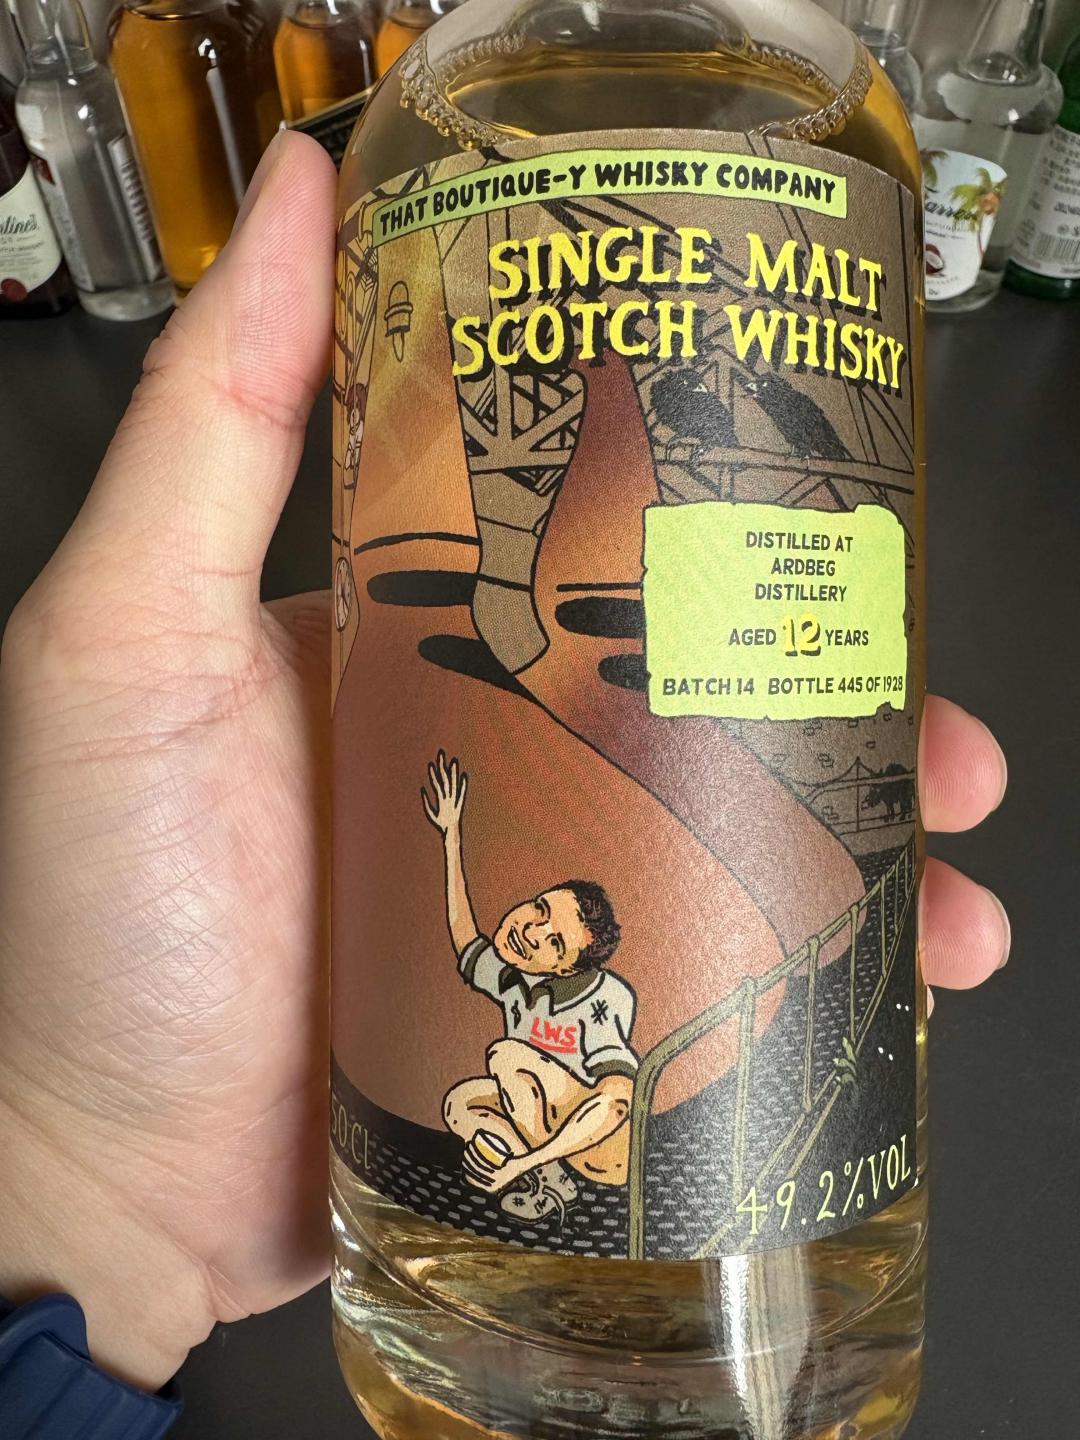 THAT BOUTIQUE-Y WHISKY COMPANY
SINGLE MALT
SCOTCH WHISKY
DISTILLED AT
ARDBEG
DISTILLERY
AGED 12 YEARS
BATCH 14 BOTTLE 445 OF 1928
LWS
50cl
49.2%VOL